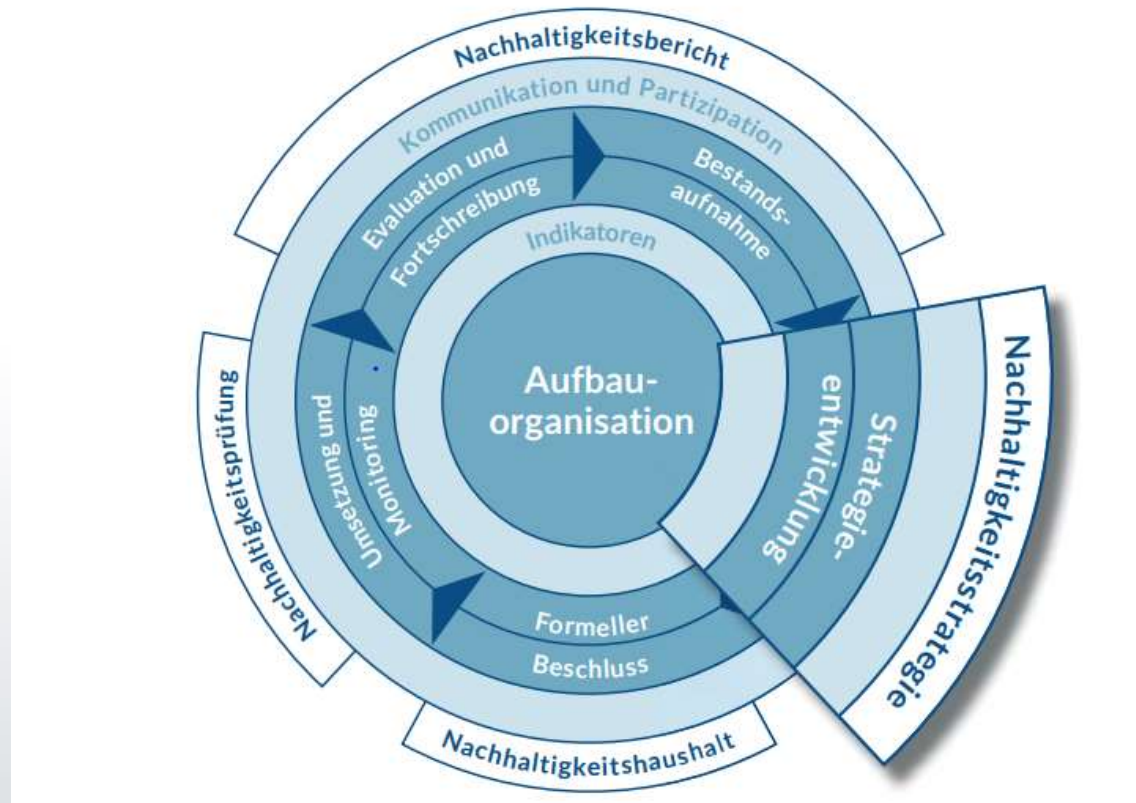 Nachhaltigkeitsbericht
Kommunikation und Partizipation
Evaluation und
Fortschreibung
Bestands-
aufnahme
Indikatoren
Aufbau-
organisation
Strategie-
entwicklung
Nachhaltigkeitsstrategie
Formeller
Beschluss
Nachhaltigkeitshaushalt
Umsetzung und
Monitoring
Nachhaltigkeitsprüfung